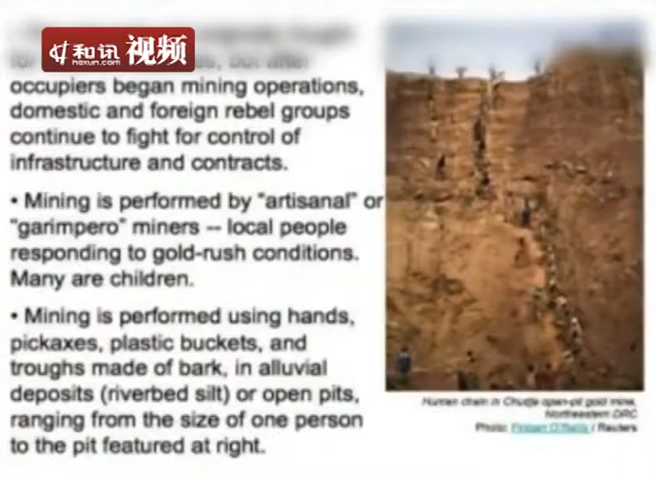 和讯 视频
hexun.com
occupiers began mining operations,
domestic and foreign rebel groups
continue to fight for control of
infrastructure and contracts.
• Mining is performed by "artisanal" or
"garimpero" miners -- local people
responding to gold-rush conditions.
Many are children.
• Mining is performed using hands,
pickaxes, plastic buckets, and
troughs made of bark, in alluvial
deposits (riverbed silt) or open pits,
ranging from the size of one person
to the pit featured at right.
Human chain in Chudja open-pit gold mine,
Northeastern DRC
Photo: Finbarr O'Reilly / Reuters